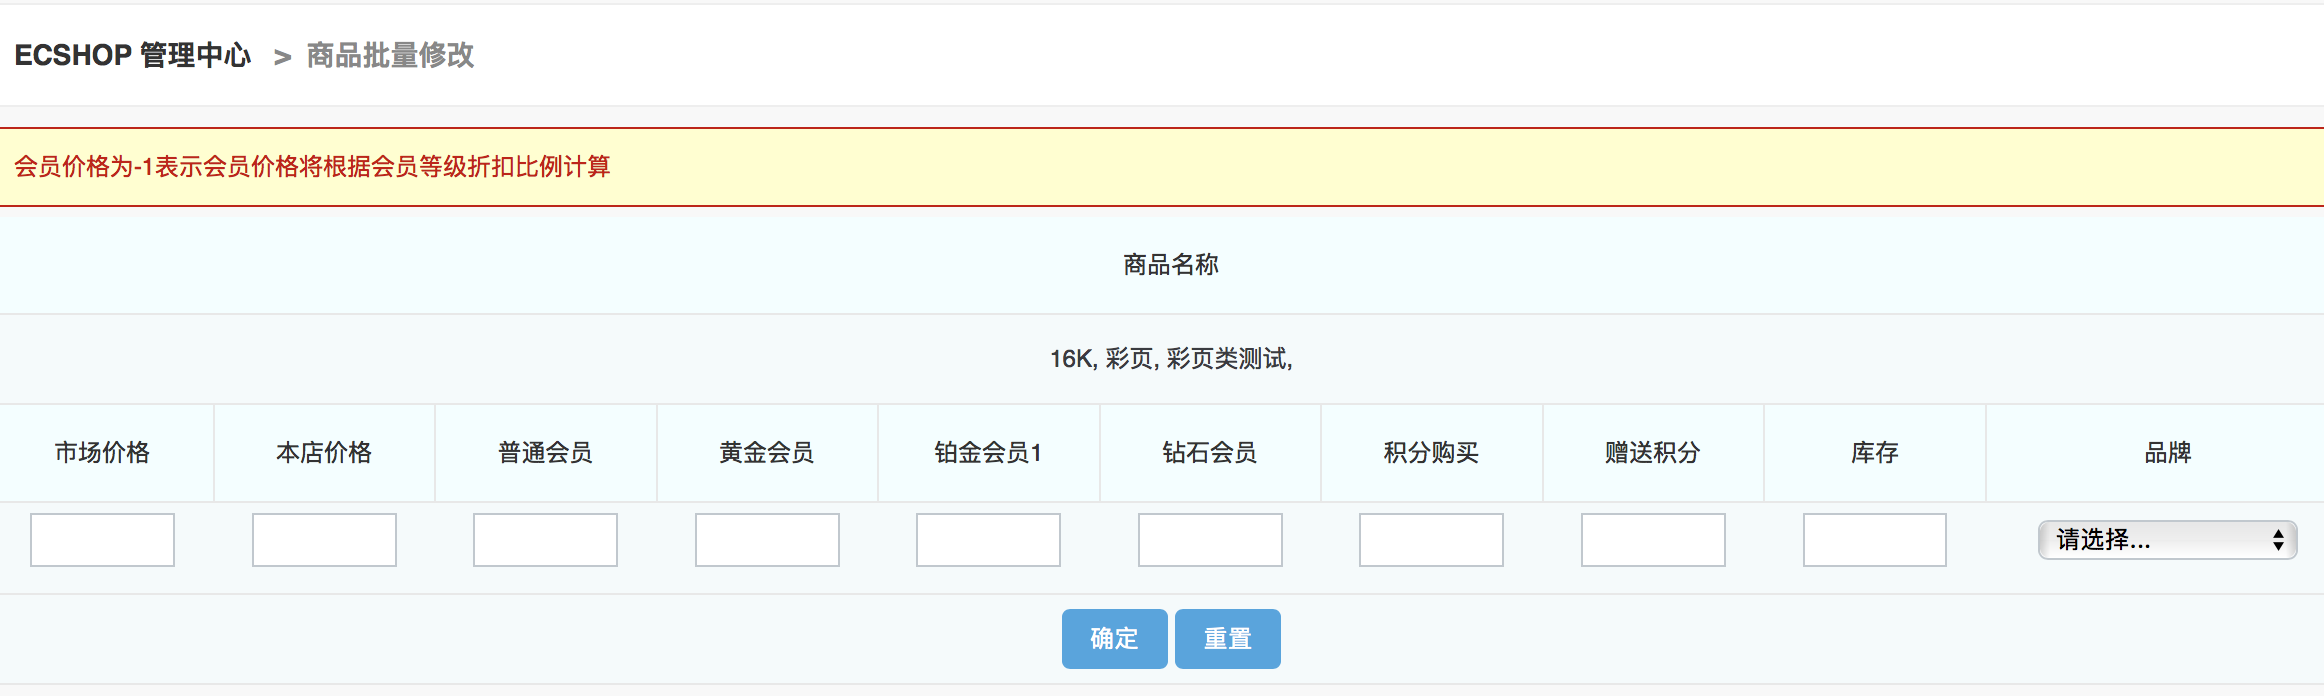 ECSHOP 管理中心 > 商品批量修改
会员价格为-1表示会员价格将根据会员等级折扣比例计算
商品名称
16K, 彩页, 彩页类测试,
市场价格 本店价格 普通会员 黄金会员 铂金会员1 钻石会员 积分购买 赠送积分 库存 品牌
请选择...
确定 重置